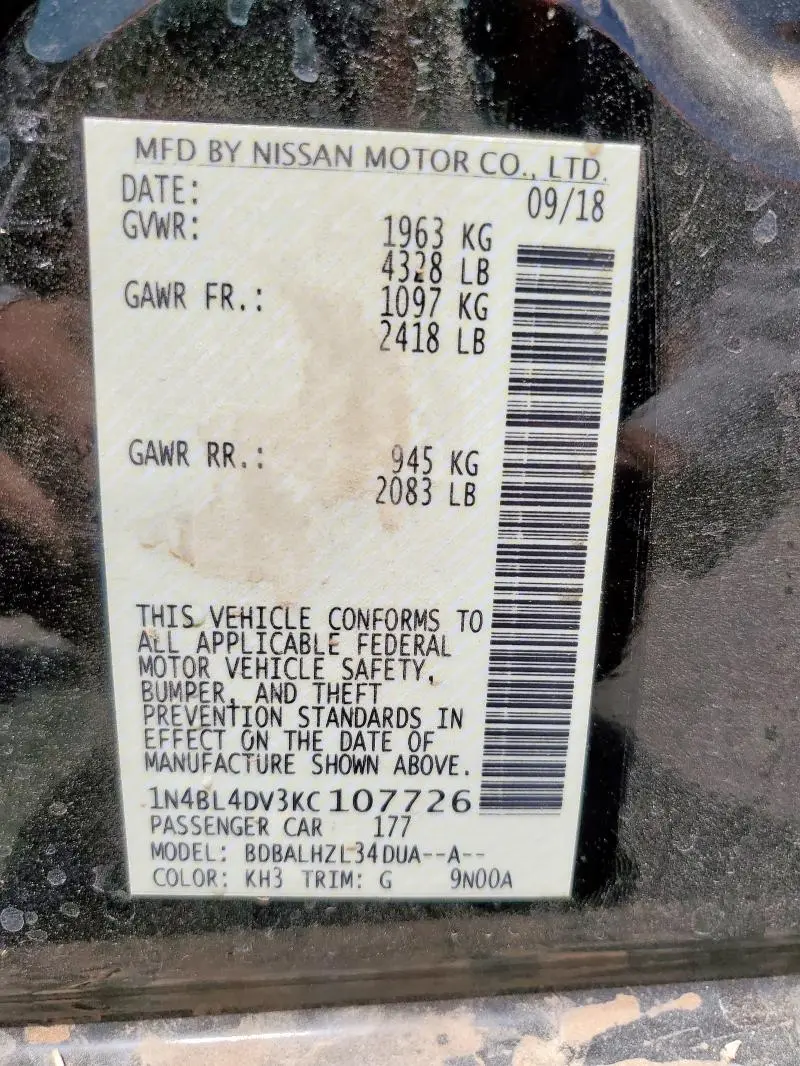 MFD BY NISSAN MOTOR CO., LTD.
DATE: 09/18
GVWR: 1963 KG
4328 LB
GAWR FR.: 1097 KG
2418 LB
GAWR RR.: 945 KG
2083 LB
THIS VEHICLE CONFORMS TO
ALL APPLICABLE FEDERAL
MOTOR VEHICLE SAFETY,
BUMPER, AND THEFT
PREVENTION STANDARDS IN
EFFECT ON THE DATE OF
MANUFACTURE SHOWN ABOVE.
1N4BL4DV3KC107726
PASSENGER CAR 177
MODEL: BDBALHZL34DUA--A--
COLOR: KH3 TRIM: G 9N00A